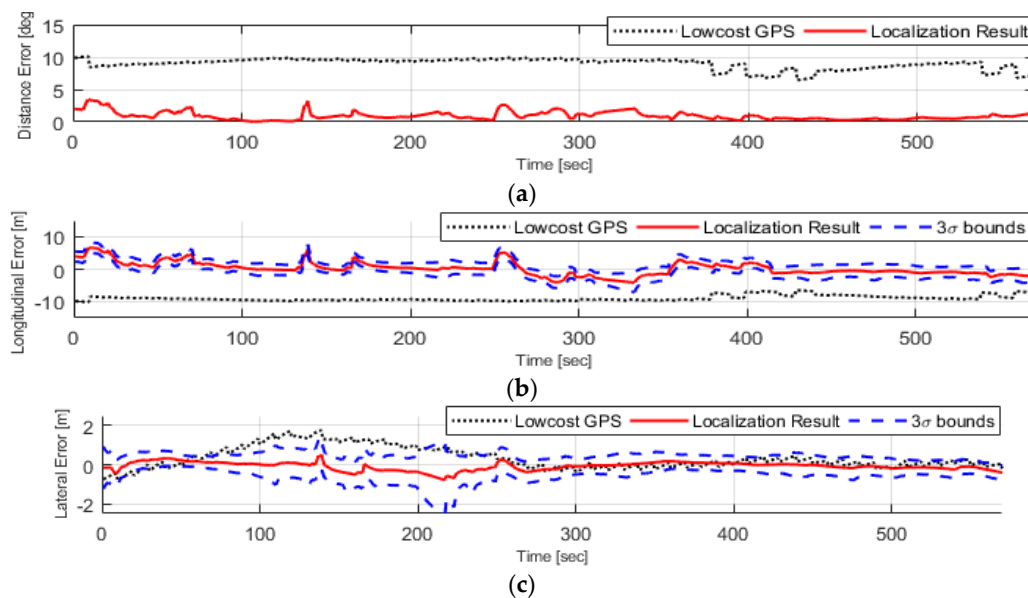 (a)
Distance Error [deg
15
10
5
0
Lowcost GPS Localization Result
0 100 200 300 400 500
Time [sec]
(a)
Longitudinal Error [m]
10
0
-10
Lowcost GPS Localization Result 3σ bounds
0 100 200 300 400 500
Time [sec]
(b)
Lateral Error [m]
2
0
-2
Lowcost GPS Localization Result 3σ bounds
0 100 200 300 400 500
Time [sec]
(c)